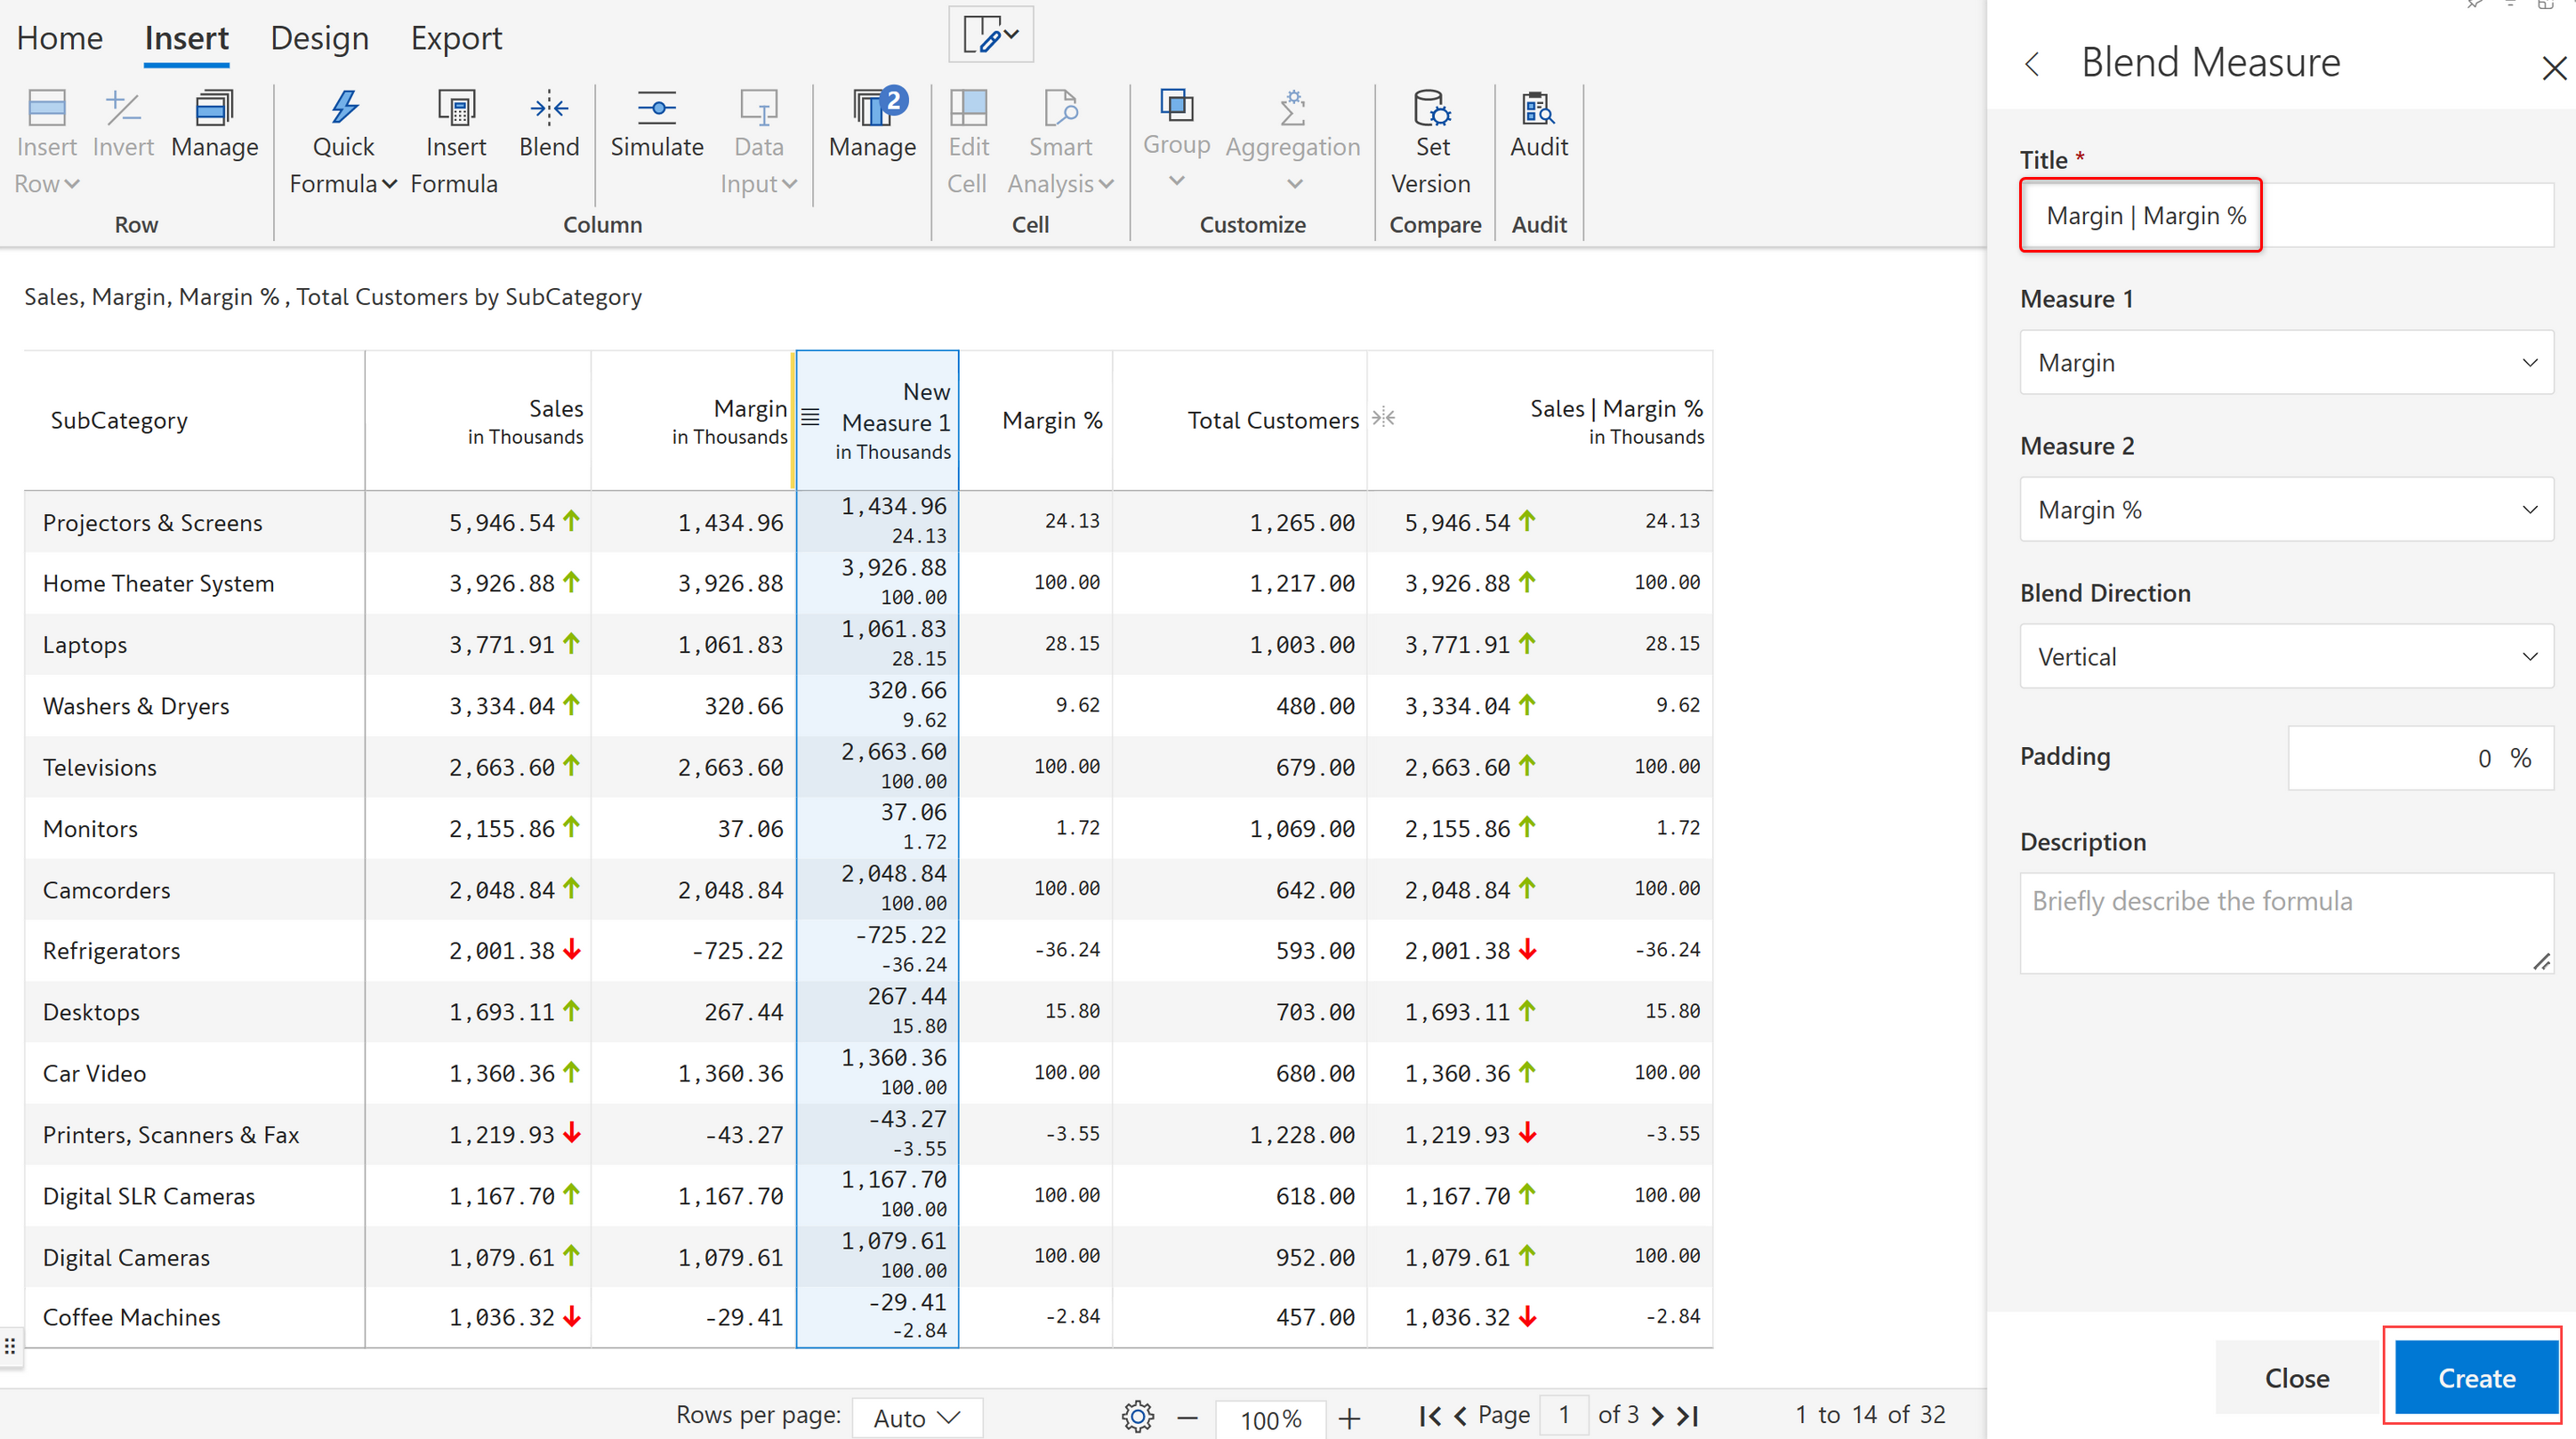 Home Insert Design Export
Insert Row Invert Manage Quick Formula Insert Formula Blend Simulate Data Input Manage 2 Edit Cell Smart Analysis Group Aggregation Set Version Audit
Row Column Cell Customize Compare Audit
Sales, Margin, Margin % , Total Customers by SubCategory
SubCategory Sales in Thousands Margin in Thousands New Measure 1 in Thousands Margin % Total Customers Sales | Margin % in Thousands
Projectors & Screens 5,946.54 1,434.96 1,434.96 24.13 24.13 1,265.00 5,946.54 24.13
Home Theater System 3,926.88 3,926.88 3,926.88 100.00 100.00 1,217.00 3,926.88 100.00
Laptops 3,771.91 1,061.83 1,061.83 28.15 28.15 1,003.00 3,771.91 28.15
Washers & Dryers 3,334.04 320.66 320.66 9.62 9.62 480.00 3,334.04 9.62
Televisions 2,663.60 2,663.60 2,663.60 100.00 100.00 679.00 2,663.60 100.00
Monitors 2,155.86 37.06 37.06 1.72 1.72 1,069.00 2,155.86 1.72
Camcorders 2,048.84 2,048.84 2,048.84 100.00 100.00 642.00 2,048.84 100.00
Refrigerators 2,001.38 -725.22 -725.22 -36.24 -36.24 593.00 2,001.38 -36.24
Desktops 1,693.11 267.44 267.44 15.80 15.80 703.00 1,693.11 15.80
Car Video 1,360.36 1,360.36 1,360.36 100.00 100.00 680.00 1,360.36 100.00
Printers, Scanners & Fax 1,219.93 -43.27 -43.27 -3.55 -3.55 1,228.00 1,219.93 -3.55
Digital SLR Cameras 1,167.70 1,167.70 1,167.70 100.00 100.00 618.00 1,167.70 100.00
Digital Cameras 1,079.61 1,079.61 1,079.61 100.00 100.00 952.00 1,079.61 100.00
Coffee Machines 1,036.32 -29.41 -29.41 -2.84 -2.84 457.00 1,036.32 -2.84
Rows per page: Auto 100% Page 1 of 3 1 to 14 of 32
Blend Measure
Title *
Margin | Margin %
Measure 1
Margin
Measure 2
Margin %
Blend Direction
Vertical
Padding 0 %
Description
Briefly describe the formula
Close Create